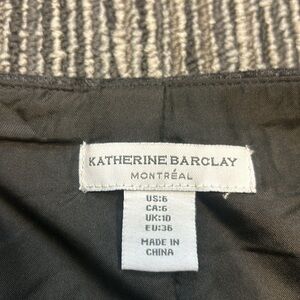 KATHERINE BARCLAY
MONTRÉAL
US:6
CA:6
UK:10
EU:36
MADE IN
CHINA